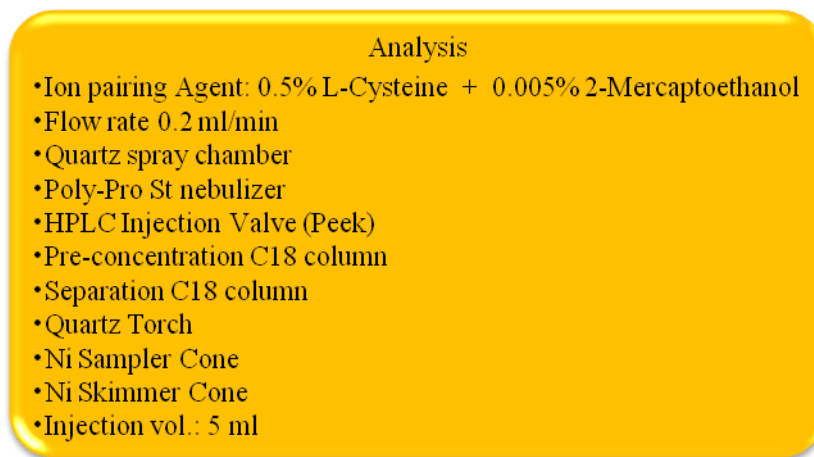 Analysis
•Ion pairing Agent: 0.5% L-Cysteine + 0.005% 2-Mercaptoethanol
•Flow rate 0.2 ml/min
•Quartz spray chamber
•Poly-Pro St nebulizer
•HPLC Injection Valve (Peek)
•Pre-concentration C18 column
•Separation C18 column
•Quartz Torch
•Ni Sampler Cone
•Ni Skimmer Cone
•Injection vol.: 5 ml